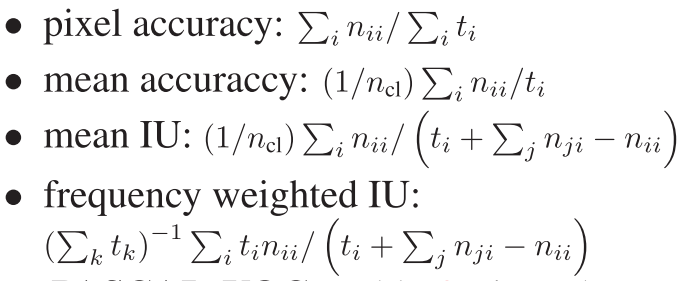 • pixel accuracy: ∑_i n_ii / ∑_i t_i
• mean accuraccy: (1/n_cl) ∑_i n_ii / t_i
• mean IU: (1/n_cl) ∑_i n_ii / (t_i + ∑_j n_ji − n_ii)
• frequency weighted IU:
(∑_k t_k)^−1 ∑_i t_i n_ii / (t_i + ∑_j n_ji − n_ii)